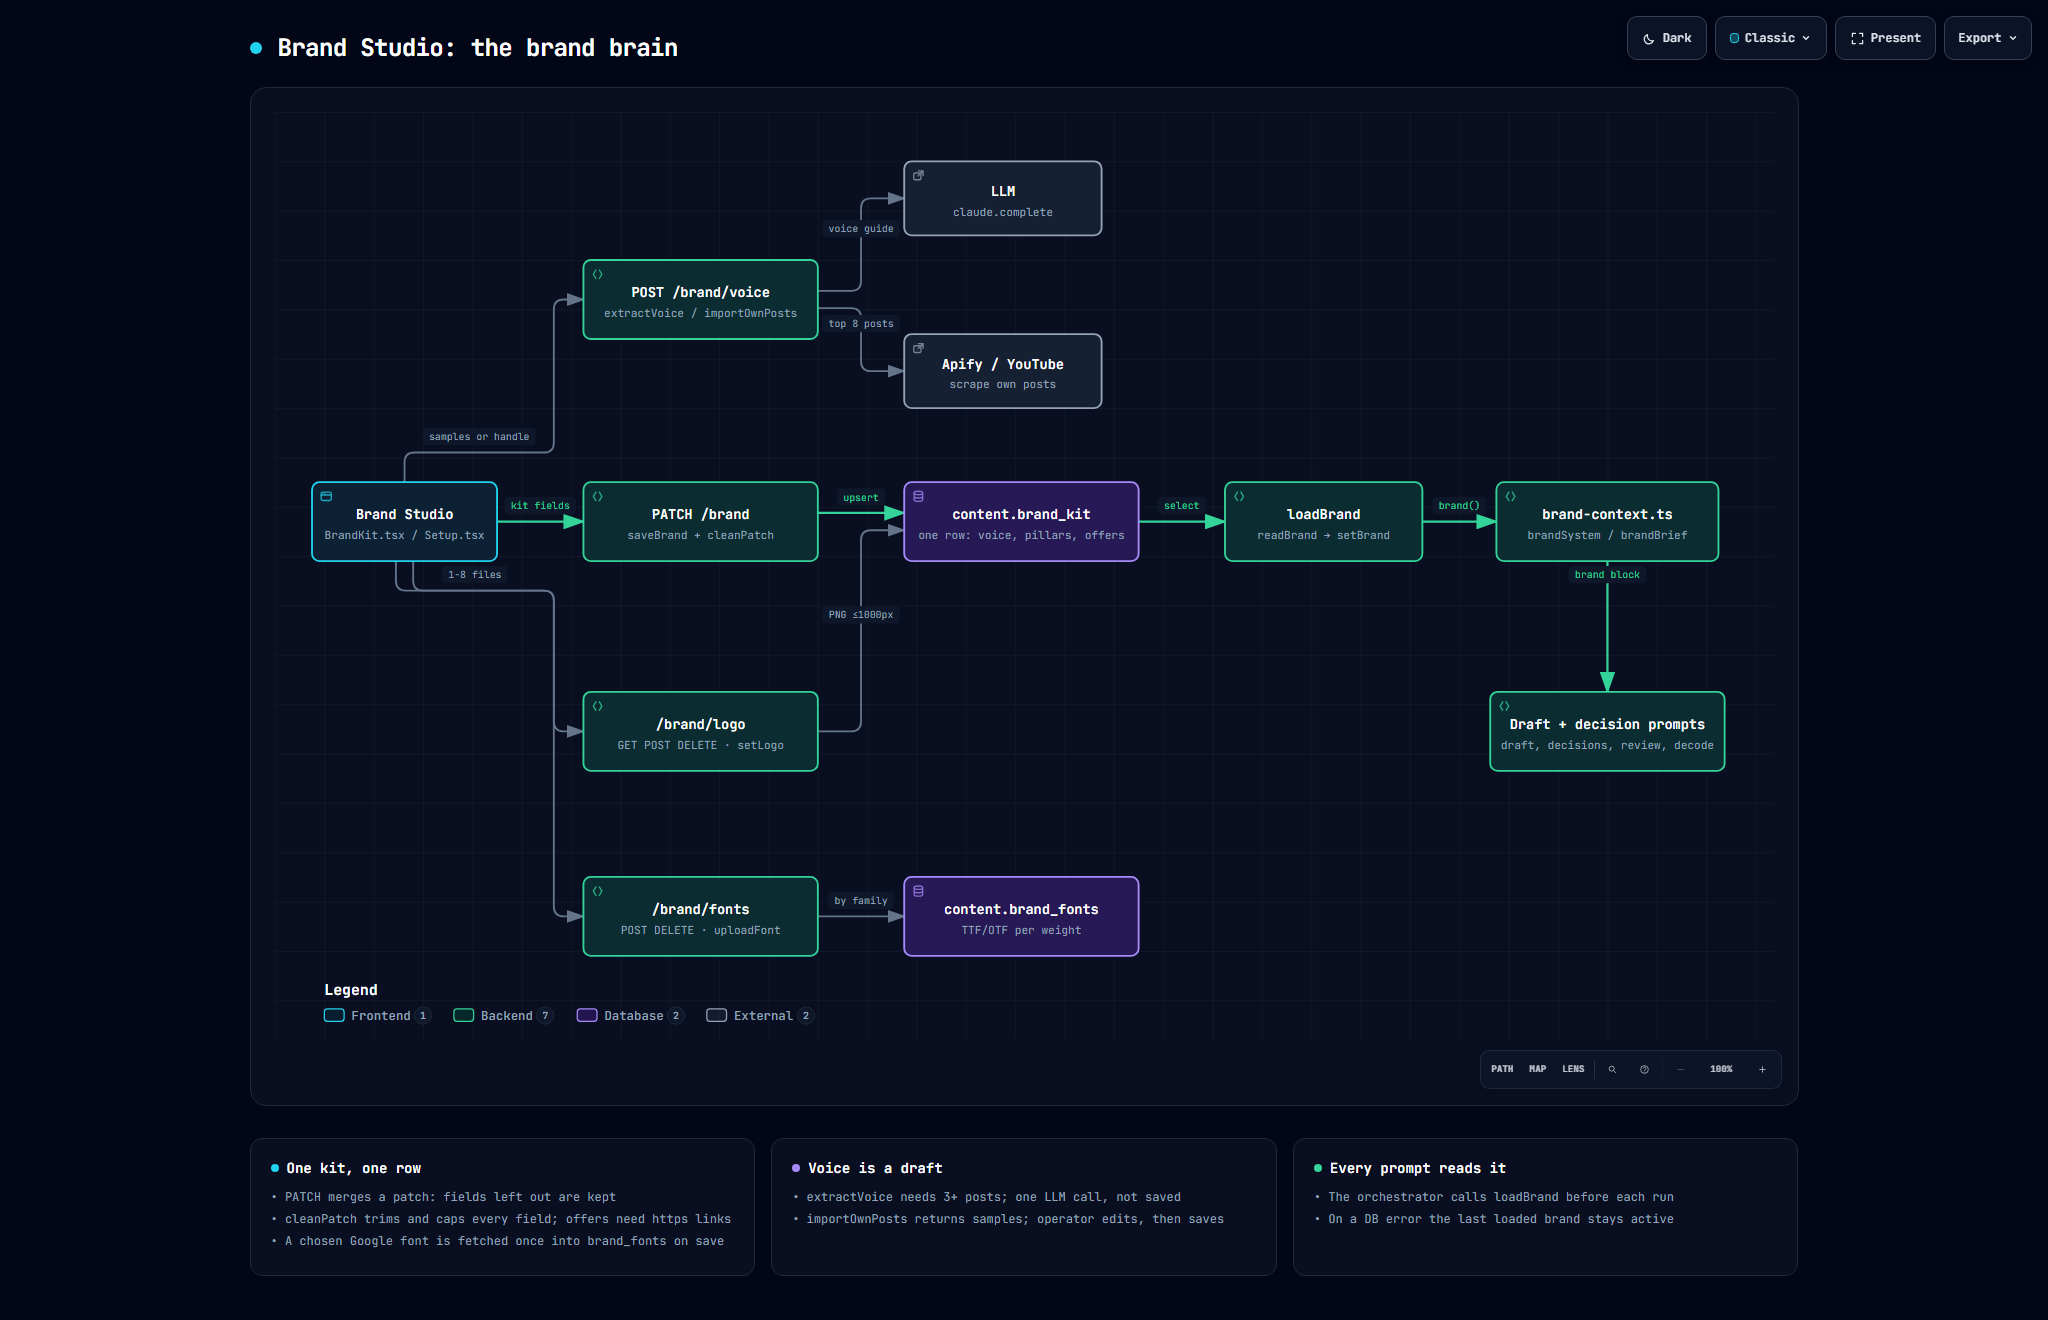 Brand Studio: the brand brain
Dark
Classic
Present
Export
LLM
claude.complete
voice guide
POST /brand/voice
extractVoice / importOwnPosts
top 8 posts
Apify / YouTube
scrape own posts
samples or handle
Brand Studio
BrandKit.tsx / Setup.tsx
kit fields
PATCH /brand
saveBrand + cleanPatch
upsert
content.brand_kit
one row: voice, pillars, offers
select
loadBrand
readBrand → setBrand
brand()
brand-context.ts
brandSystem / brandBrief
1-8 files
brand block
PNG ≤1000px
/brand/logo
GET POST DELETE · setLogo
Draft + decision prompts
draft, decisions, review, decode
/brand/fonts
POST DELETE · uploadFont
by family
content.brand_fonts
TTF/OTF per weight
Legend
Frontend 1
Backend 7
Database 2
External 2
PATH MAP LENS − 100% +
One kit, one row
• PATCH merges a patch: fields left out are kept
• cleanPatch trims and caps every field; offers need https links
• A chosen Google font is fetched once into brand_fonts on save
Voice is a draft
• extractVoice needs 3+ posts; one LLM call, not saved
• importOwnPosts returns samples; operator edits, then saves
Every prompt reads it
• The orchestrator calls loadBrand before each run
• On a DB error the last loaded brand stays active